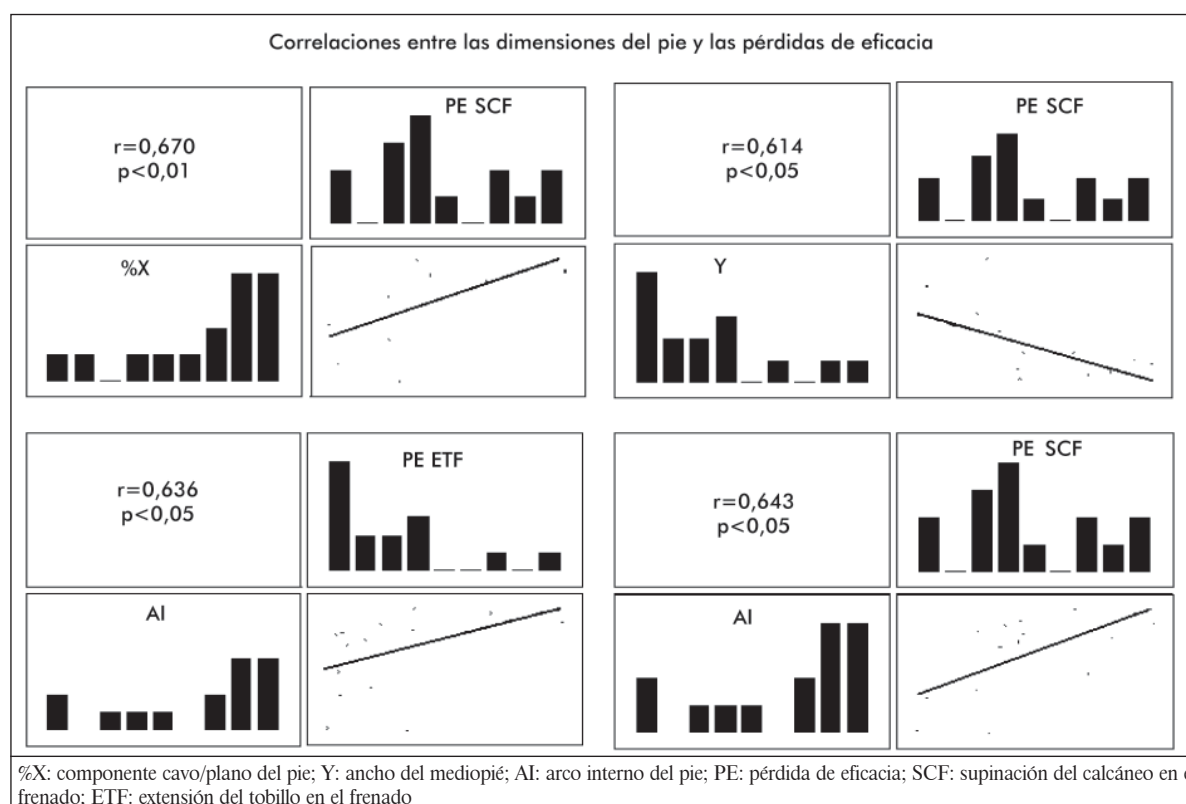 Correlaciones entre las dimensiones del pie y las pérdidas de eficacia
r=0,670
p<0,01
PE SCF
%X
r=0,614
p<0,05
PE SCF
Y
r=0,636
p<0,05
PE ETF
AI
r=0,643
p<0,05
PE SCF
AI
%X: componente cavo/plano del pie; Y: ancho del mediopié; AI: arco interno del pie; PE: pérdida de eficacia; SCF: supinación del calcáneo en
frenado; ETF: extensión del tobillo en el frenado